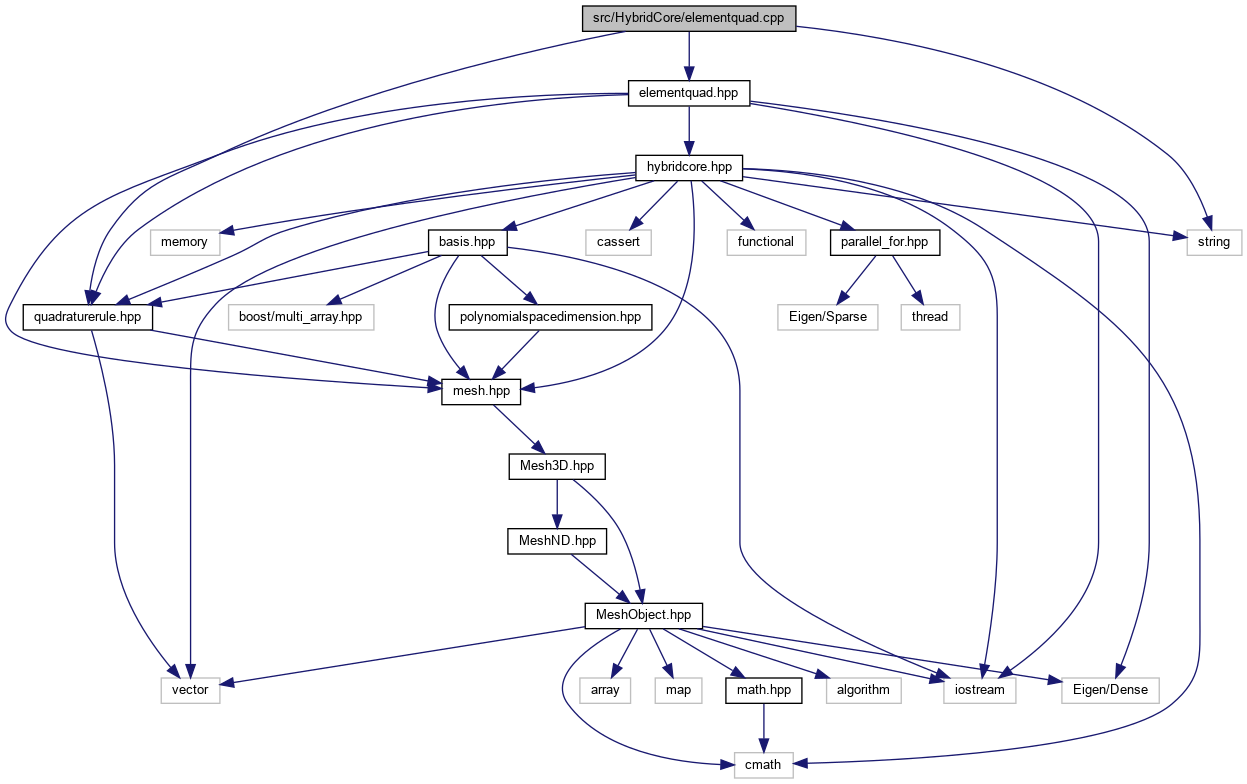 src/HybridCore/elementquad.cpp
elementquad.hpp
hybridcore.hpp
memory
basis.hpp
cassert
functional
parallel_for.hpp
string
quadraturerule.hpp
boost/multi_array.hpp
polynomialspacedimension.hpp
Eigen/Sparse
thread
mesh.hpp
Mesh3D.hpp
MeshND.hpp
MeshObject.hpp
vector
array
map
math.hpp
algorithm
iostream
Eigen/Dense
cmath